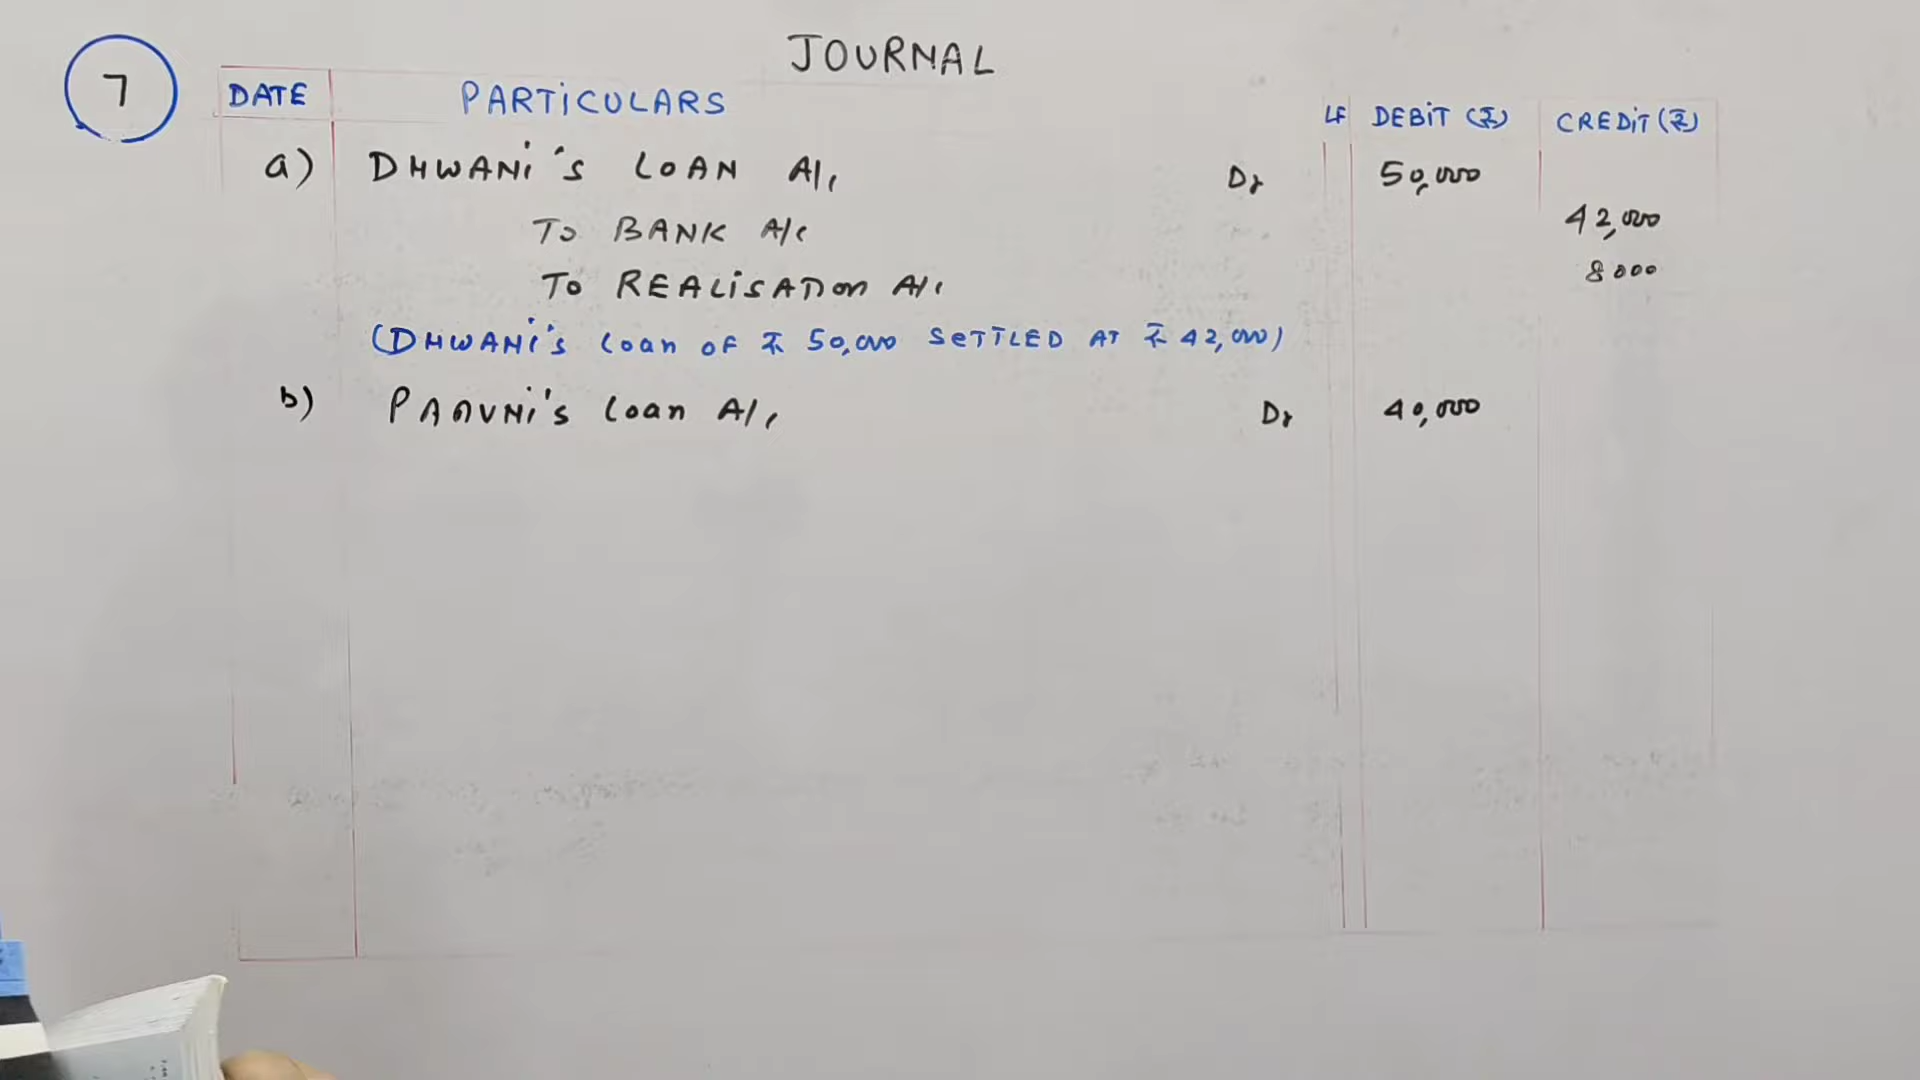 JOURNAL
7
DATE PARTICULARS LF DEBIT (₹) CREDIT (₹)
a) DHWANI'S LOAN A/c Dr 50,000
To BANK A/c 42,000
To REALISATION A/c 8000
(DHWANI'S Loan OF ₹ 50,000 SETTLED AT ₹ 42,000)
b) PAAVNI'S Loan A/c Dr 40,000